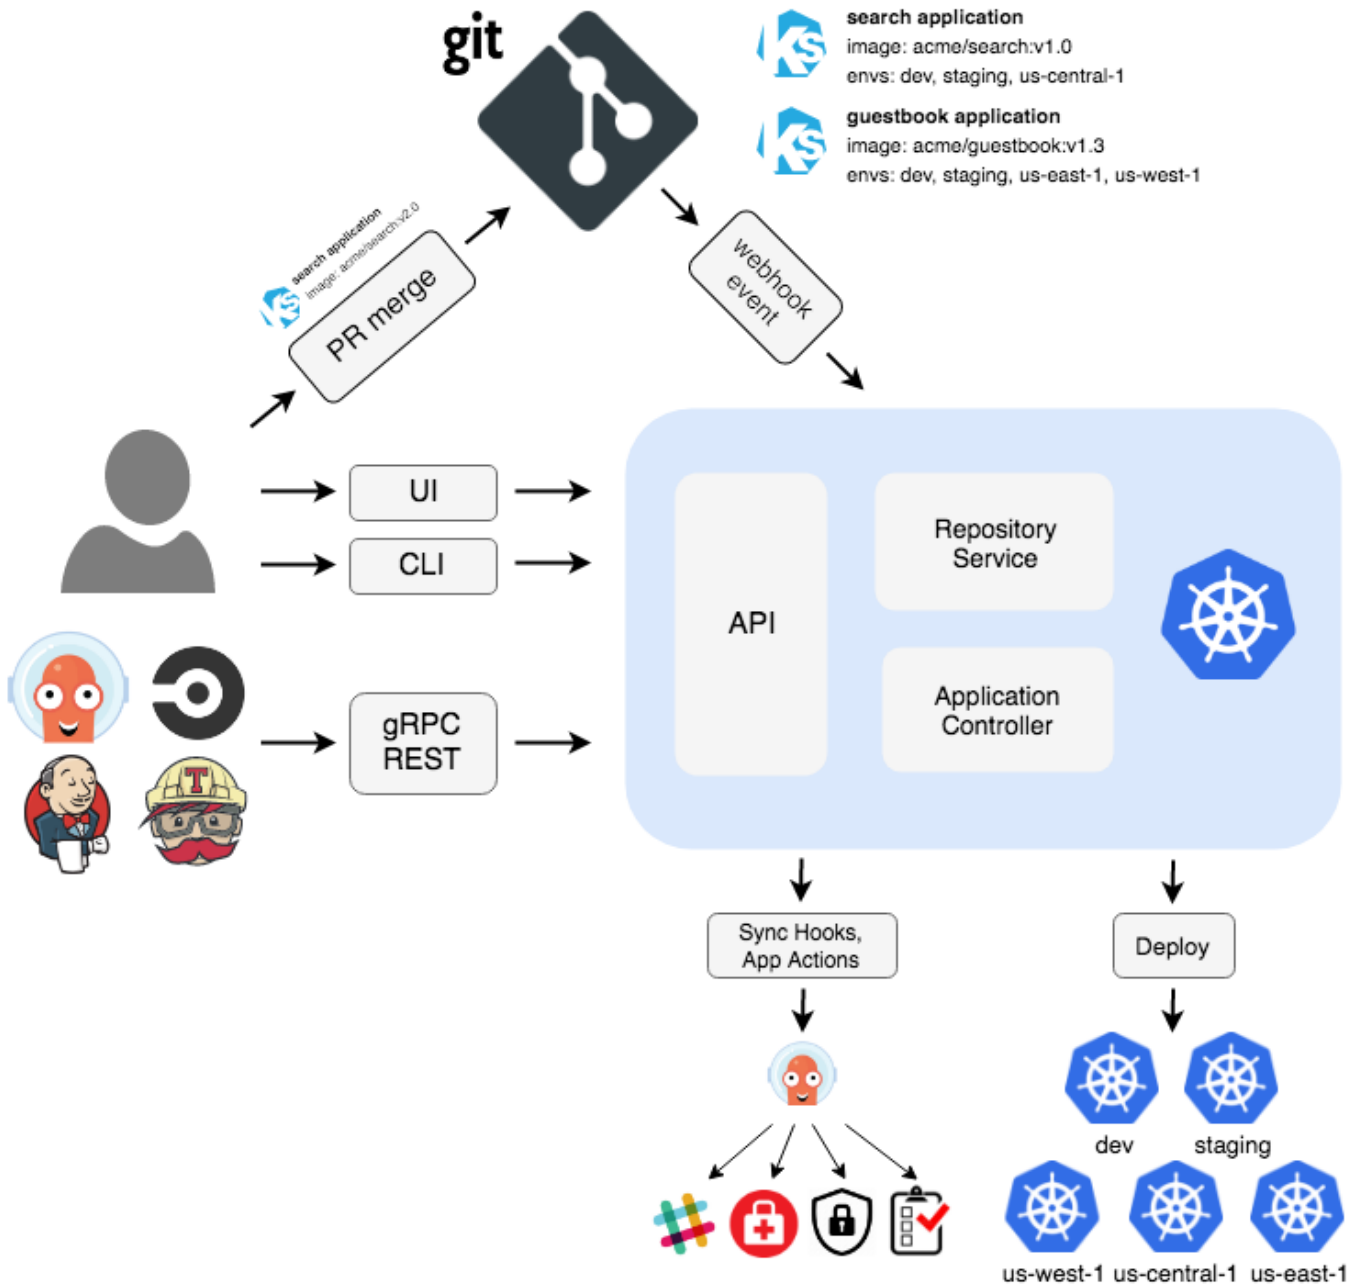 git
search application
image: acme/search:v1.0
envs: dev, staging, us-central-1
guestbook application
image: acme/guestbook:v1.3
envs: dev, staging, us-east-1, us-west-1
Ks
Ks
search application
image: acme/search:v2.0
Ks
PR merge
webhook
event
UI
CLI
gRPC
REST
T
API
Repository
Service
Application
Controller
Sync Hooks,
App Actions
Deploy
dev
staging
us-west-1
us-central-1
us-east-1